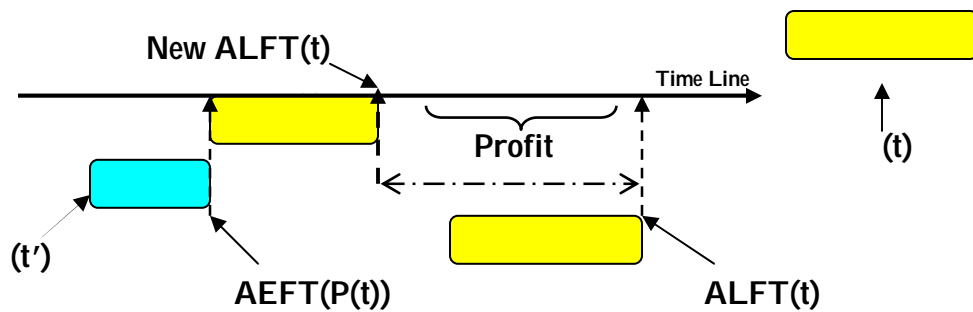 New ALFT(t)
Time Line
Profit
(t)
(t')
AEFT(P(t))
ALFT(t)